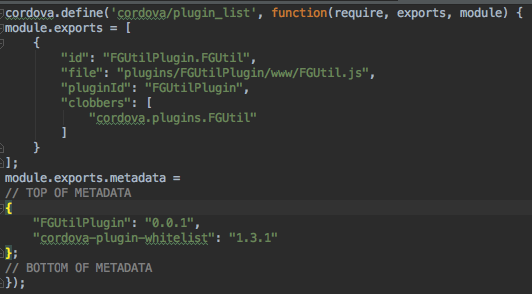 cordova.define('cordova/plugin_list', function(require, exports, module) {
module.exports = [
    {
        "id": "FGUtilPlugin.FGUtil",
        "file": "plugins/FGUtilPlugin/www/FGUtil.js",
        "pluginId": "FGUtilPlugin",
        "clobbers": [
            "cordova.plugins.FGUtil"
        ]
    }
];
module.exports.metadata =
// TOP OF METADATA
{
    "FGUtilPlugin": "0.0.1",
    "cordova-plugin-whitelist": "1.3.1"
};
// BOTTOM OF METADATA
});